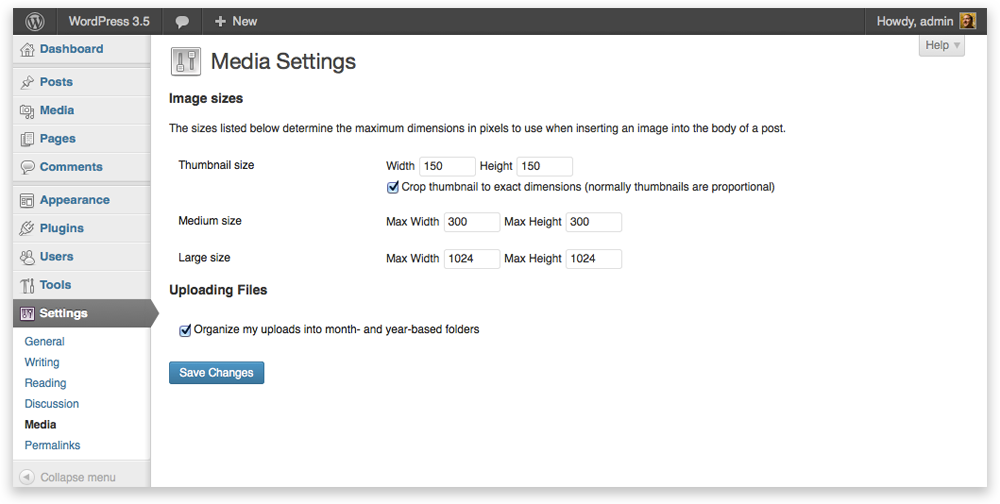 WordPress 3.5 New Howdy, admin
Help
Dashboard
Posts
Media
Pages
Comments
Appearance
Plugins
Users
Tools
Settings
General
Writing
Reading
Discussion
Media
Permalinks
Collapse menu
Media Settings
Image sizes
The sizes listed below determine the maximum dimensions in pixels to use when inserting an image into the body of a post.
Thumbnail size Width 150 Height 150
Crop thumbnail to exact dimensions (normally thumbnails are proportional)
Medium size Max Width 300 Max Height 300
Large size Max Width 1024 Max Height 1024
Uploading Files
Organize my uploads into month- and year-based folders
Save Changes